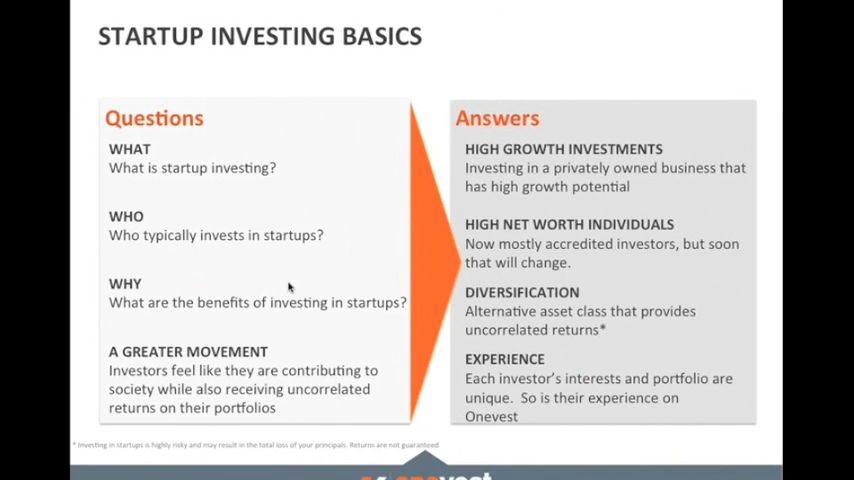 STARTUP INVESTING BASICS
Questions
WHAT
What is startup investing?
WHO
Who typically invests in startups?
WHY
What are the benefits of investing in startups?
A GREATER MOVEMENT
Investors feel like they are contributing to
society while also receiving uncorrelated
returns on their portfolios
Answers
HIGH GROWTH INVESTMENTS
Investing in a privately owned business that
has high growth potential
HIGH NET WORTH INDIVIDUALS
Now mostly accredited investors, but soon
that will change.
DIVERSIFICATION
Alternative asset class that provides
uncorrelated returns*
EXPERIENCE
Each investor's interests and portfolio are
unique. So is their experience on
Onevest
* Investing in startups is highly risky and may result in the total loss of your principals. Returns are not guaranteed
onevest